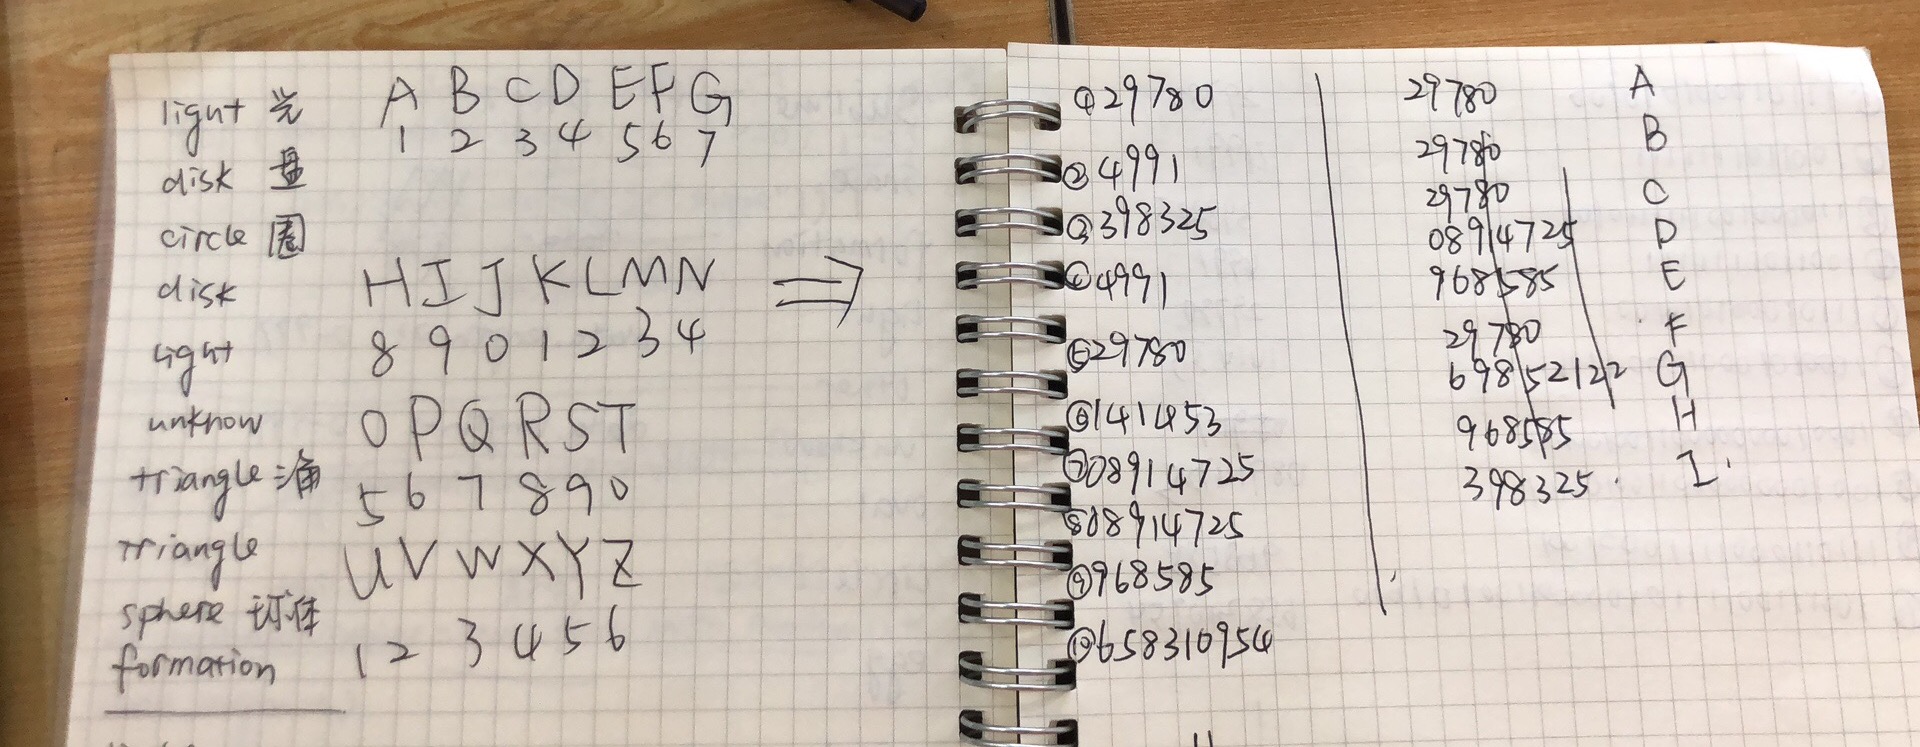 light 光
disk 盘
circle 圈
disk
light
unknow
triangle 三角
triangle
sphere 球体
formation
A B C D E F G
1 2 3 4 5 6 7
H I J K L M N
8 9 0 1 2 3 4
O P Q R S T
5 6 7 8 9 0
U V W X Y Z
1 2 3 4 5 6
⇒
①29780
②4991
③398325
④4991
⑤29780
⑥141453
⑦08914725
⑧08914725
⑨968585
⑩658310954
29780 A
29780 B
29780 C
08914725 D
968585 E
29780 F
69852122 G
968585 H
398325 I